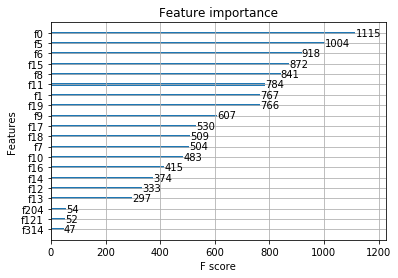 Feature importance
f0 1115
f5 1004
f6 918
f15 872
f8 841
f11 784
f1 767
f19 766
f9 607
f17 530
f18 509
f7 504
f10 483
f16 415
f14 374
f12 333
f13 297
f204 54
f121 52
f314 47
Features
0 200 400 600 800 1000 1200
F score